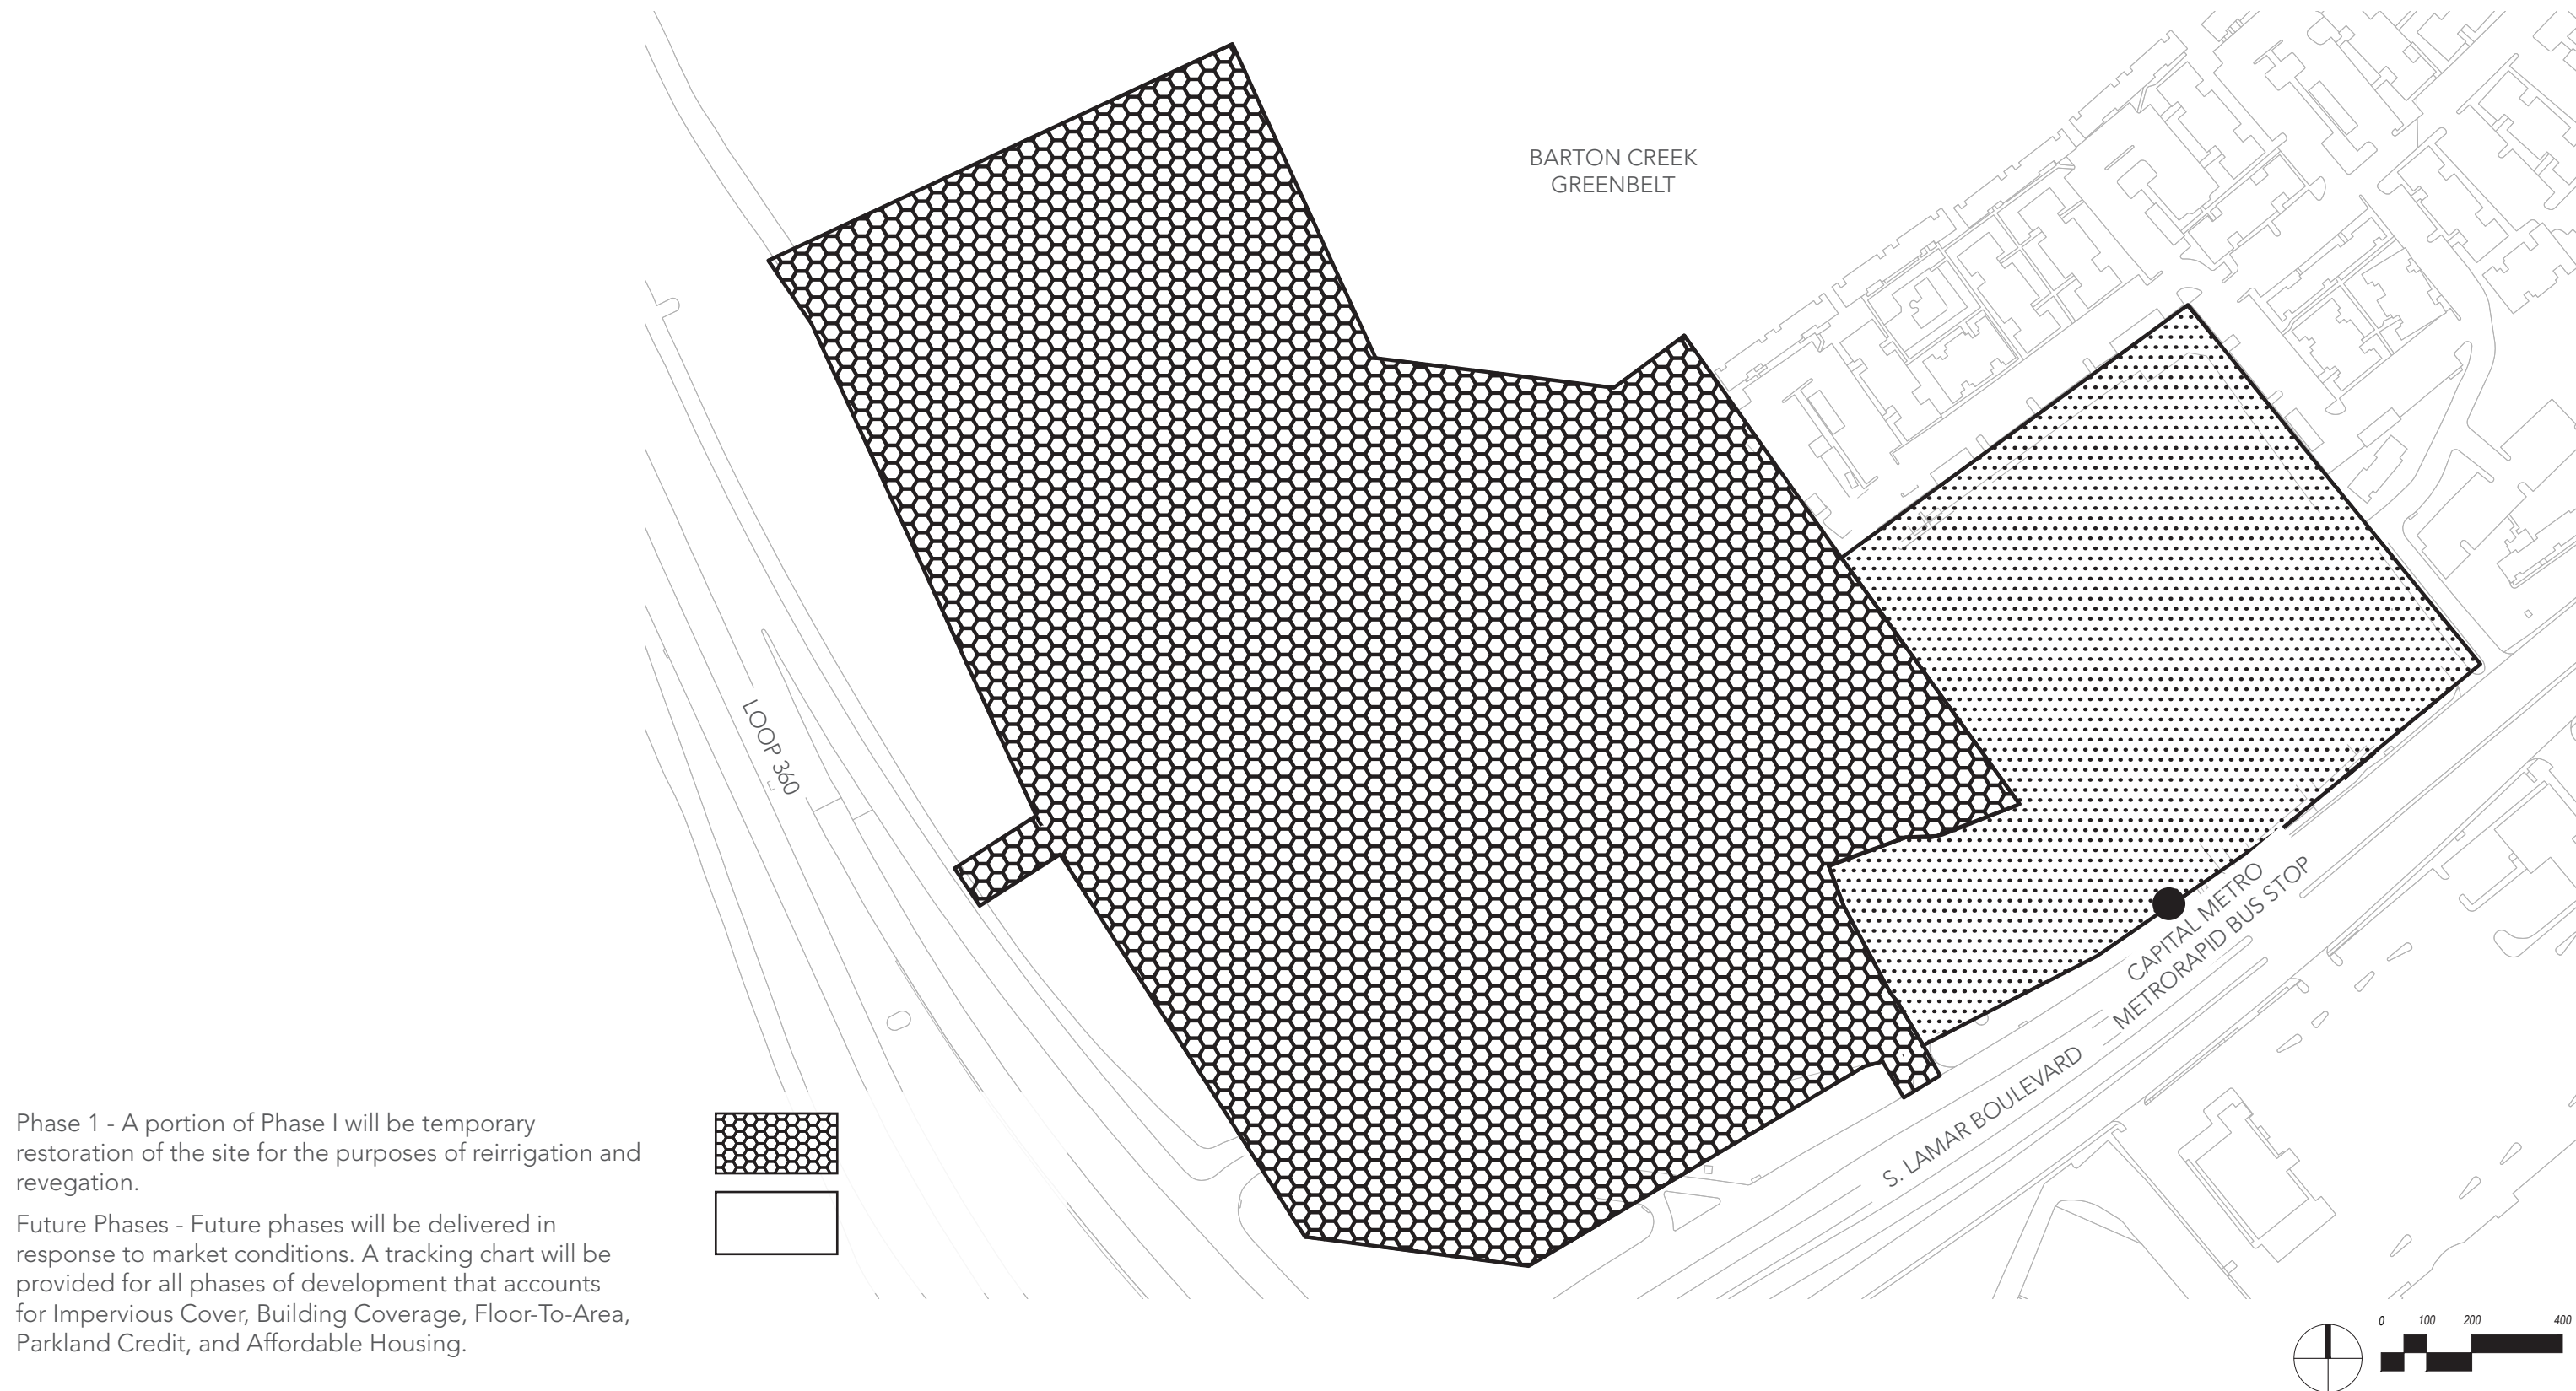 BARTON CREEK
GREENBELT
LOOP 360
CAPITAL METRO
METRORAPID BUS STOP
S. LAMAR BOULEVARD
Phase 1 - A portion of Phase I will be temporary
restoration of the site for the purposes of reirrigation and
revegation.
Future Phases - Future phases will be delivered in
response to market conditions. A tracking chart will be
provided for all phases of development that accounts
for Impervious Cover, Building Coverage, Floor-To-Area,
Parkland Credit, and Affordable Housing.
0 100 200 400